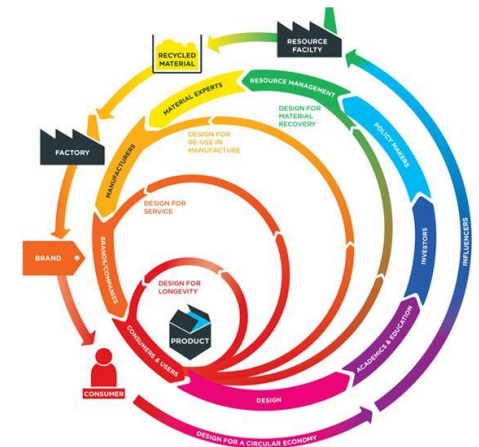 RESOURCE
FACILTY
RECYCLED
MATERIAL
RESOURCE MANAGEMENT
MATERIAL EXPERTS
DESIGN FOR
MATERIAL
RECOVERY
POLICY MAKERS
DESIGN FOR
RE-USE IN
MANUFACTURE
FACTORY
MANUFACTURERS
DESIGN FOR
SERVICE
INFLUENCERS
INVESTORS
BRAND
BRANDS/COMPANIES
DESIGN FOR
LONGEVITY
PRODUCT
CONSUMERS & USERS
ACADEMICS & EDUCATION
CONSUMER
DESIGN
DESIGN FOR A CIRCULAR ECONOMY